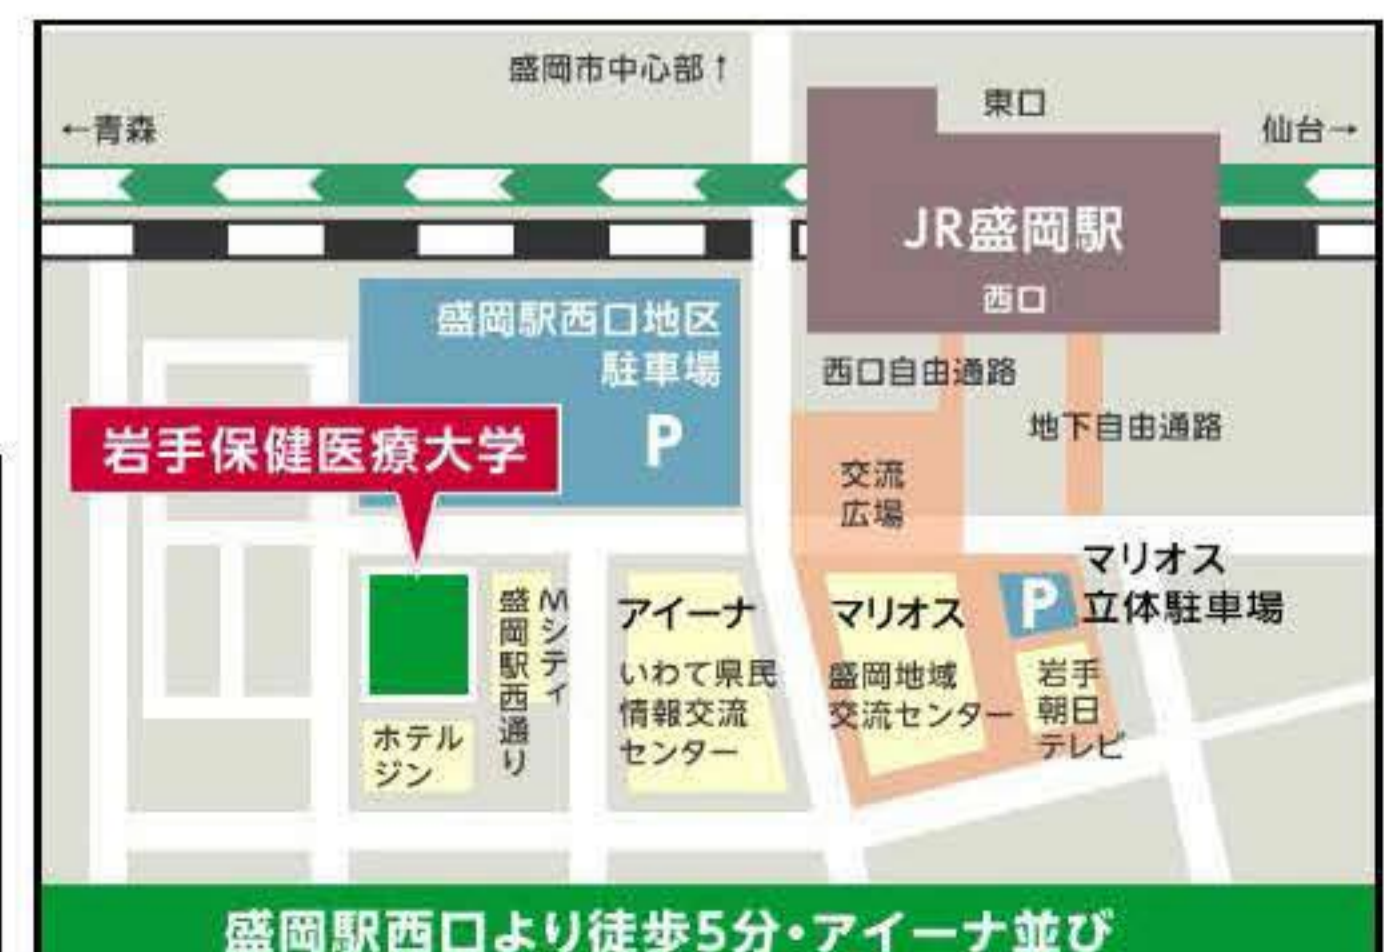 盛岡市中心部↑
東口
←青森
仙台→
JR盛岡駅
西口
盛岡駅西口地区
駐車場
P
西口自由通路
地下自由通路
岩手保健医療大学
交流
広場
マリオス
立体駐車場
P
Mシティ
盛岡駅西通り
アイーナ
いわて県民
情報交流
センター
マリオス
盛岡地域
交流センター
岩手
朝日
テレビ
ホテル
ジン
盛岡駅西口より徒歩5分・アイーナ並び